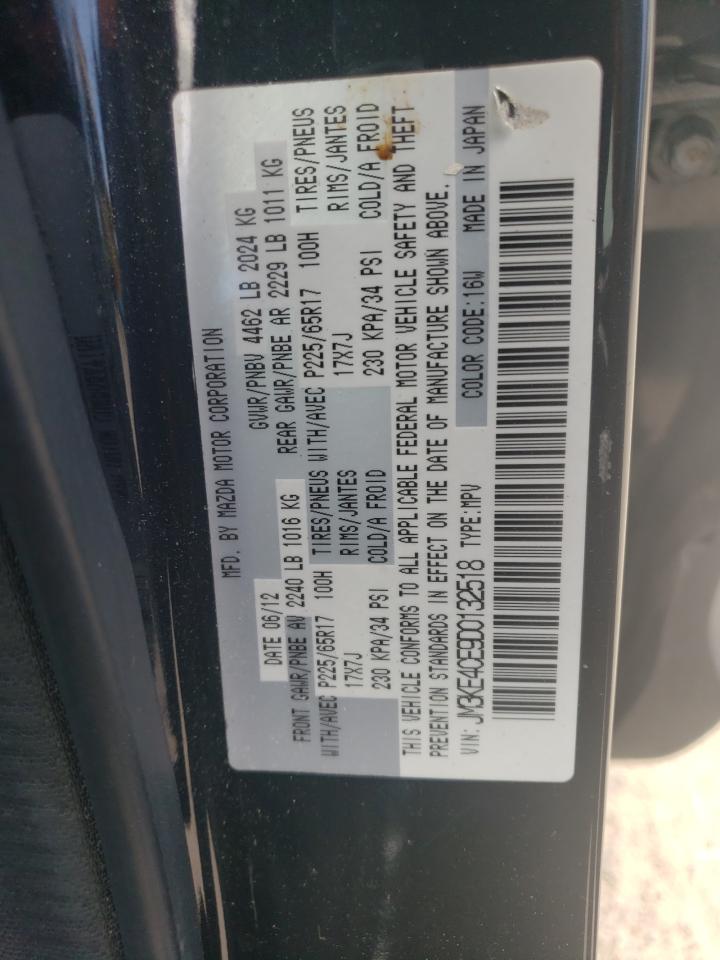 MFD. BY MAZDA MOTOR CORPORATION
DATE 06/12 GVWR/PNBV 4462 LB 2024 KG
FRONT GAWR/PNBE AV 2240 LB 1016 KG REAR GAWR/PNBE AR 2229 LB 1011 KG
WITH/AVEC P225/65R17 100H TIRES/PNEUS WITH/AVEC P225/65R17 100H TIRES/PNEUS
17X7J RIMS/JANTES 17X7J RIMS/JANTES
230 KPA/34 PSI COLD/A FROID 230 KPA/34 PSI COLD/A FROID
THIS VEHICLE CONFORMS TO ALL APPLICABLE FEDERAL MOTOR VEHICLE SAFETY AND THEFT
PREVENTION STANDARDS IN EFFECT ON THE DATE OF MANUFACTURE SHOWN ABOVE.
VIN: JM3KE4CE9D0132518 TYPE:MPV COLOR CODE:16W MADE IN JAPAN